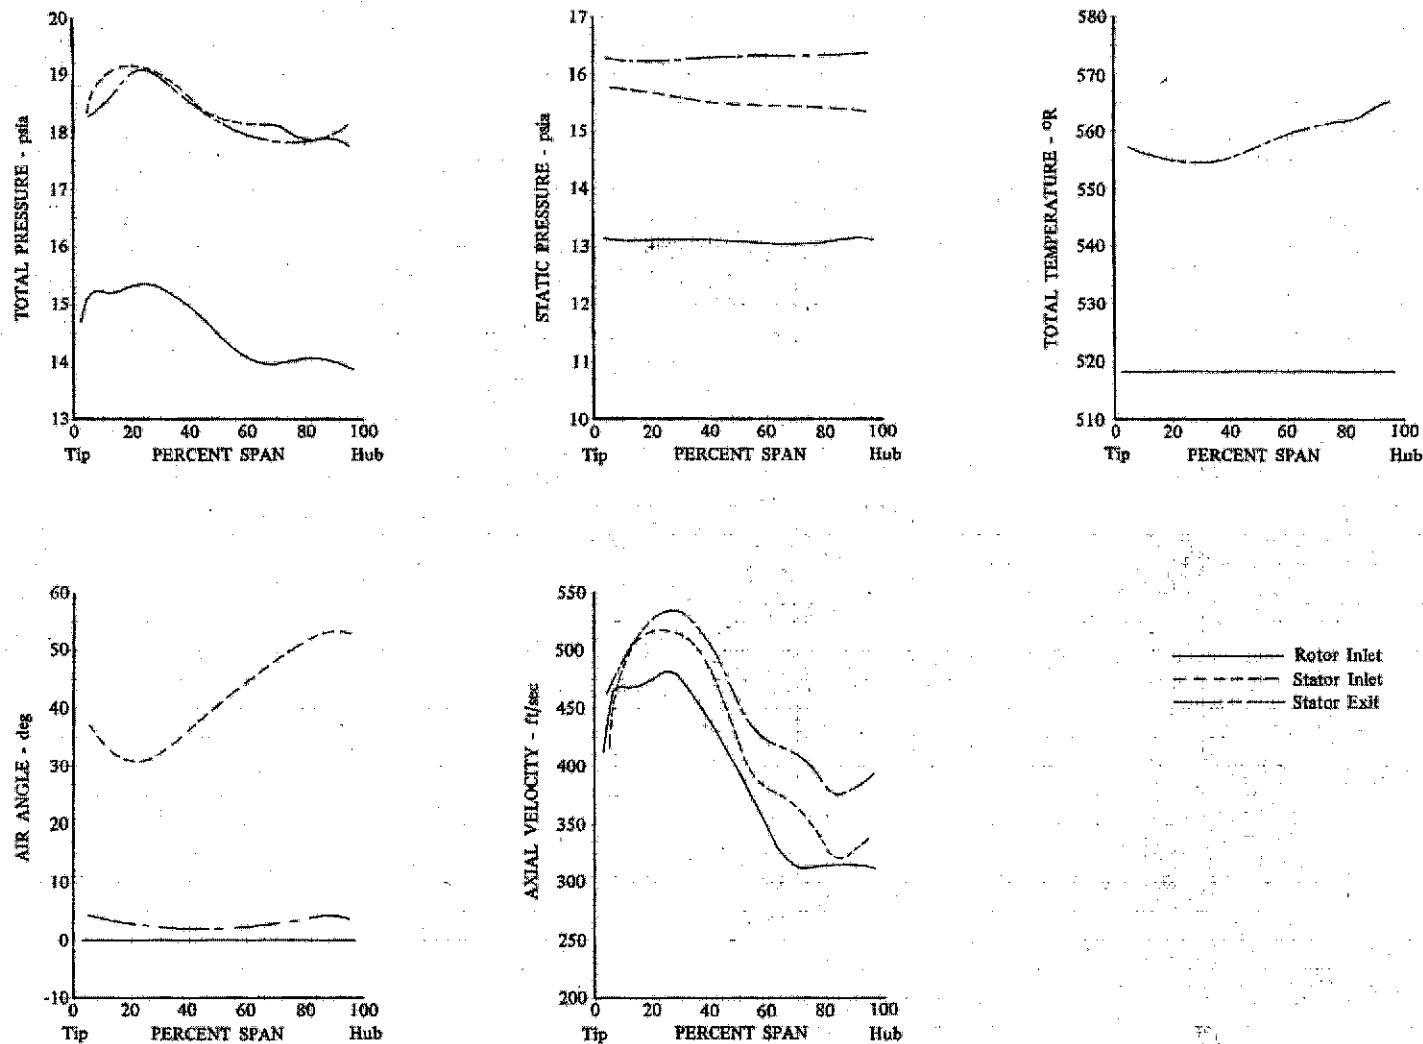 TOTAL PRESSURE - psia
20
19
18
17
16
15
14
13
0 20 40 60 80 100
Tip PERCENT SPAN Hub
STATIC PRESSURE - psia
17
16
15
14
13
12
11
10
0 20 40 60 80 100
Tip PERCENT SPAN Hub
TOTAL TEMPERATURE - ºR
580
570
560
550
540
530
520
510
0 20 40 60 80 100
Tip PERCENT SPAN Hub
AIR ANGLE - deg
60
50
40
30
20
10
0
-10
0 20 40 60 80 100
Tip PERCENT SPAN Hub
AXIAL VELOCITY - ft/sec
550
500
450
400
350
300
250
200
0 20 40 60 80 100
Tip PERCENT SPAN Hub
Rotor Inlet
Stator Inlet
Stator Exit